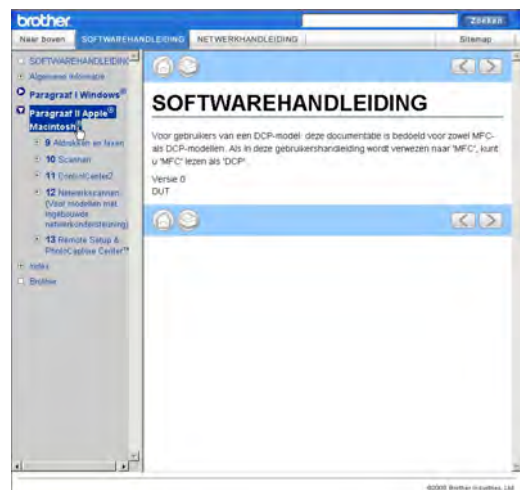 brother
Zoeken
Naar boven
SOFTWAREHANDLEIDING
NETWERKHANDLEIDING
Sitemap
SOFTWAREHANDLEIDING
Algemene informatie
Paragraaf I Windows®
Paragraaf II Apple®
Macintosh®
9 Afdrukken en faxen
10 Scannen
11 ControlCenter2
12 Netwerkscannen
(Voor modellen met
ingebouwde
netwerkondersteuning)
13 Remote Setup &
PhotoCapture Center™
Index
Brother
SOFTWAREHANDLEIDING
Voor gebruikers van een DCP-model: deze documentatie is bedoeld voor zowel MFC-
als DCP-modellen. Als in deze gebruikershandleiding wordt verwezen naar 'MFC', kunt
u 'MFC' lezen als 'DCP'.
Versie 0
DUT
Brother Industries, Ltd.